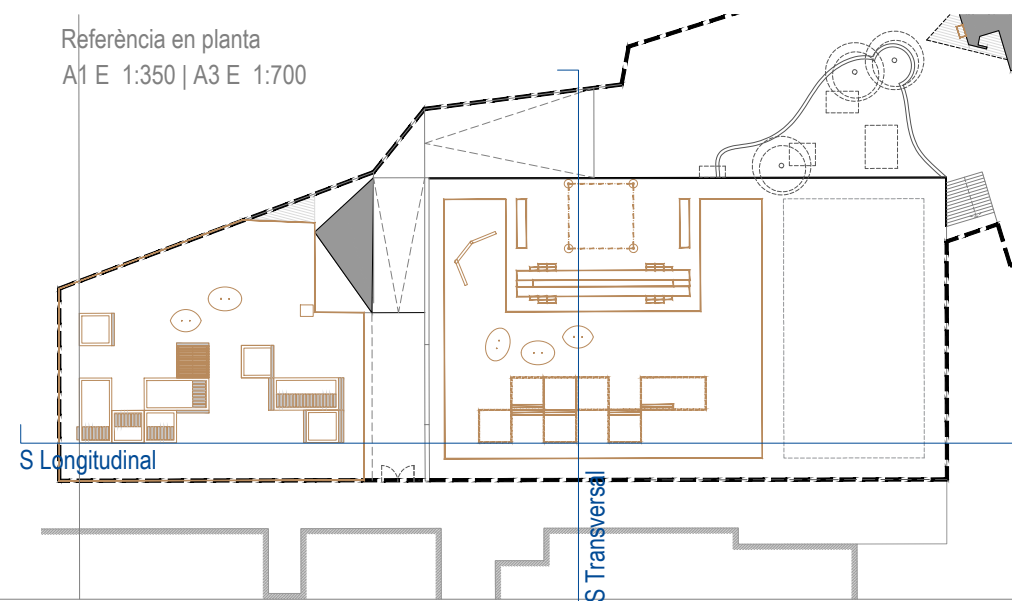 Referència en planta
A1 E 1:350 | A3 E 1:700
S Longitudinal
S Transversal